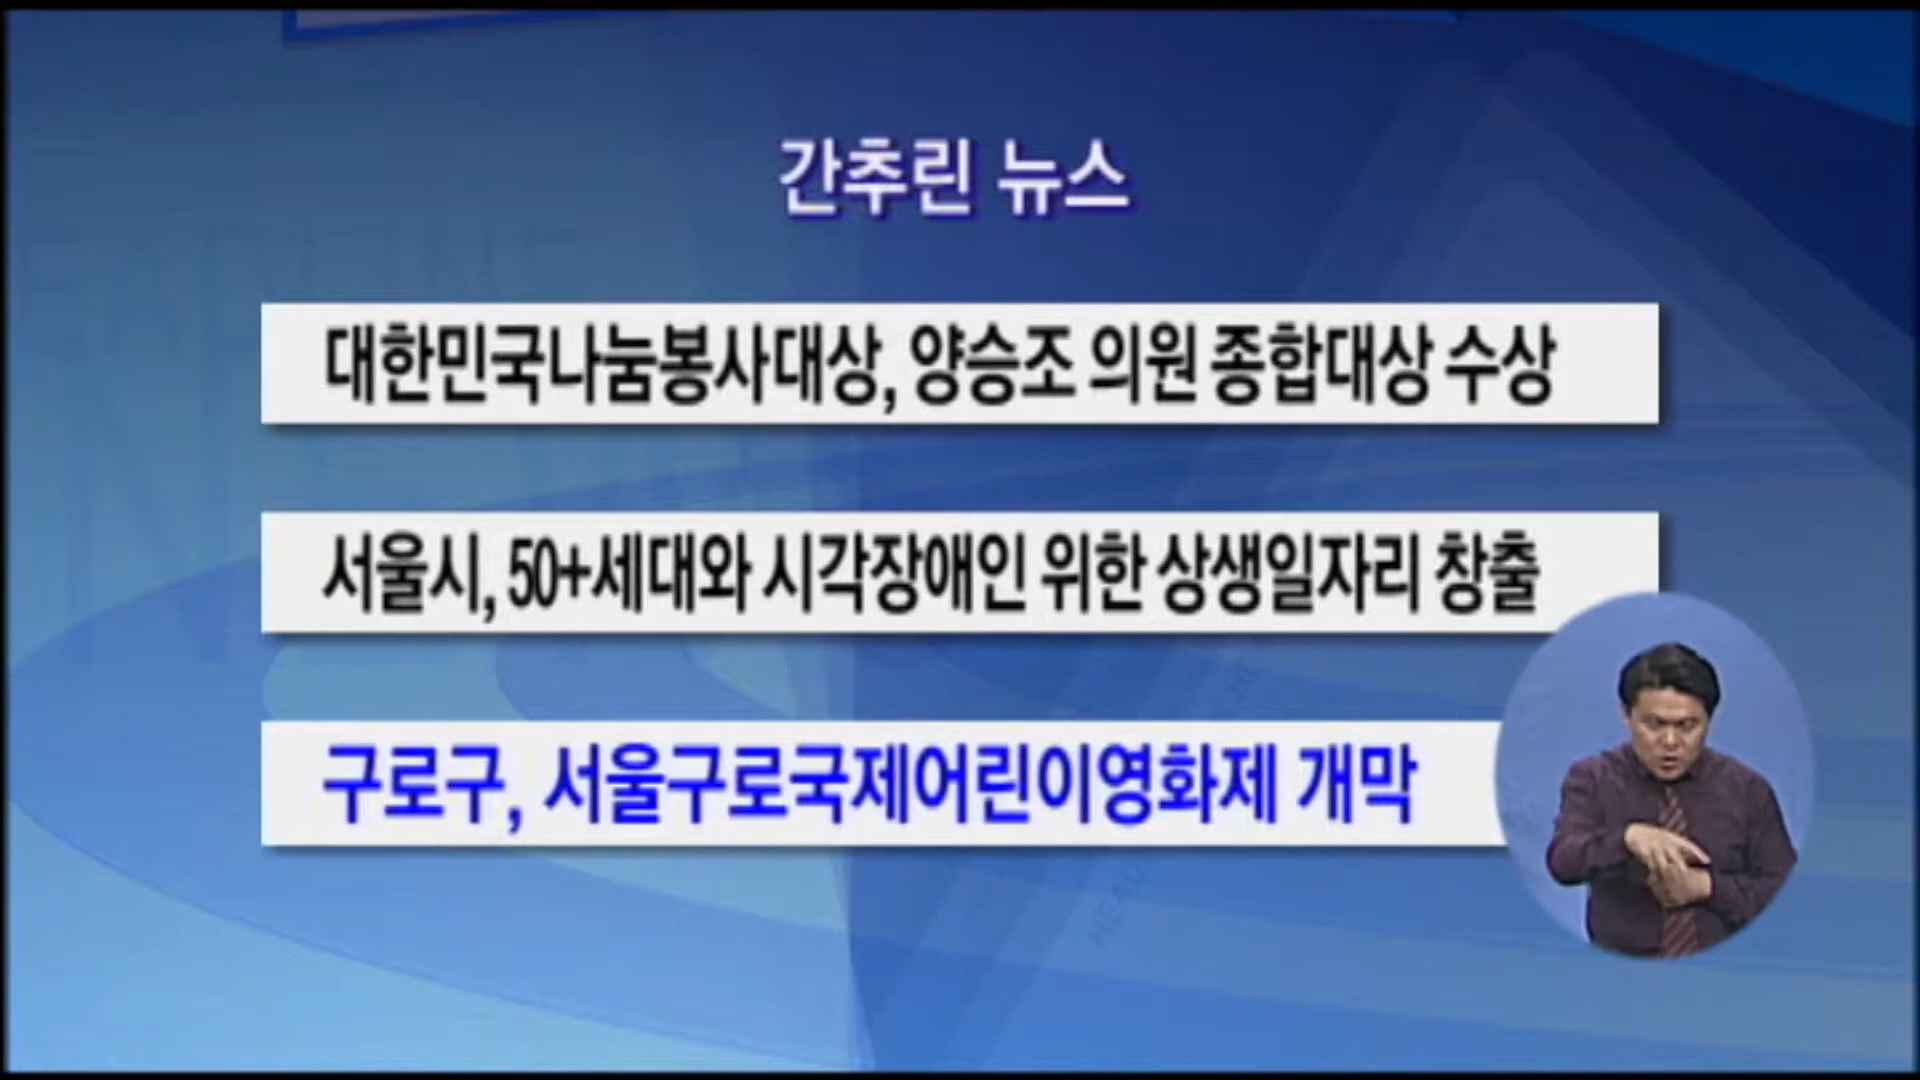 간추린 뉴스
대한민국나눔봉사대상, 양승조 의원 종합대상 수상
서울시, 50+세대와 시각장애인 위한 상생일자리 창출
구로구, 서울구로국제어린이영화제 개막